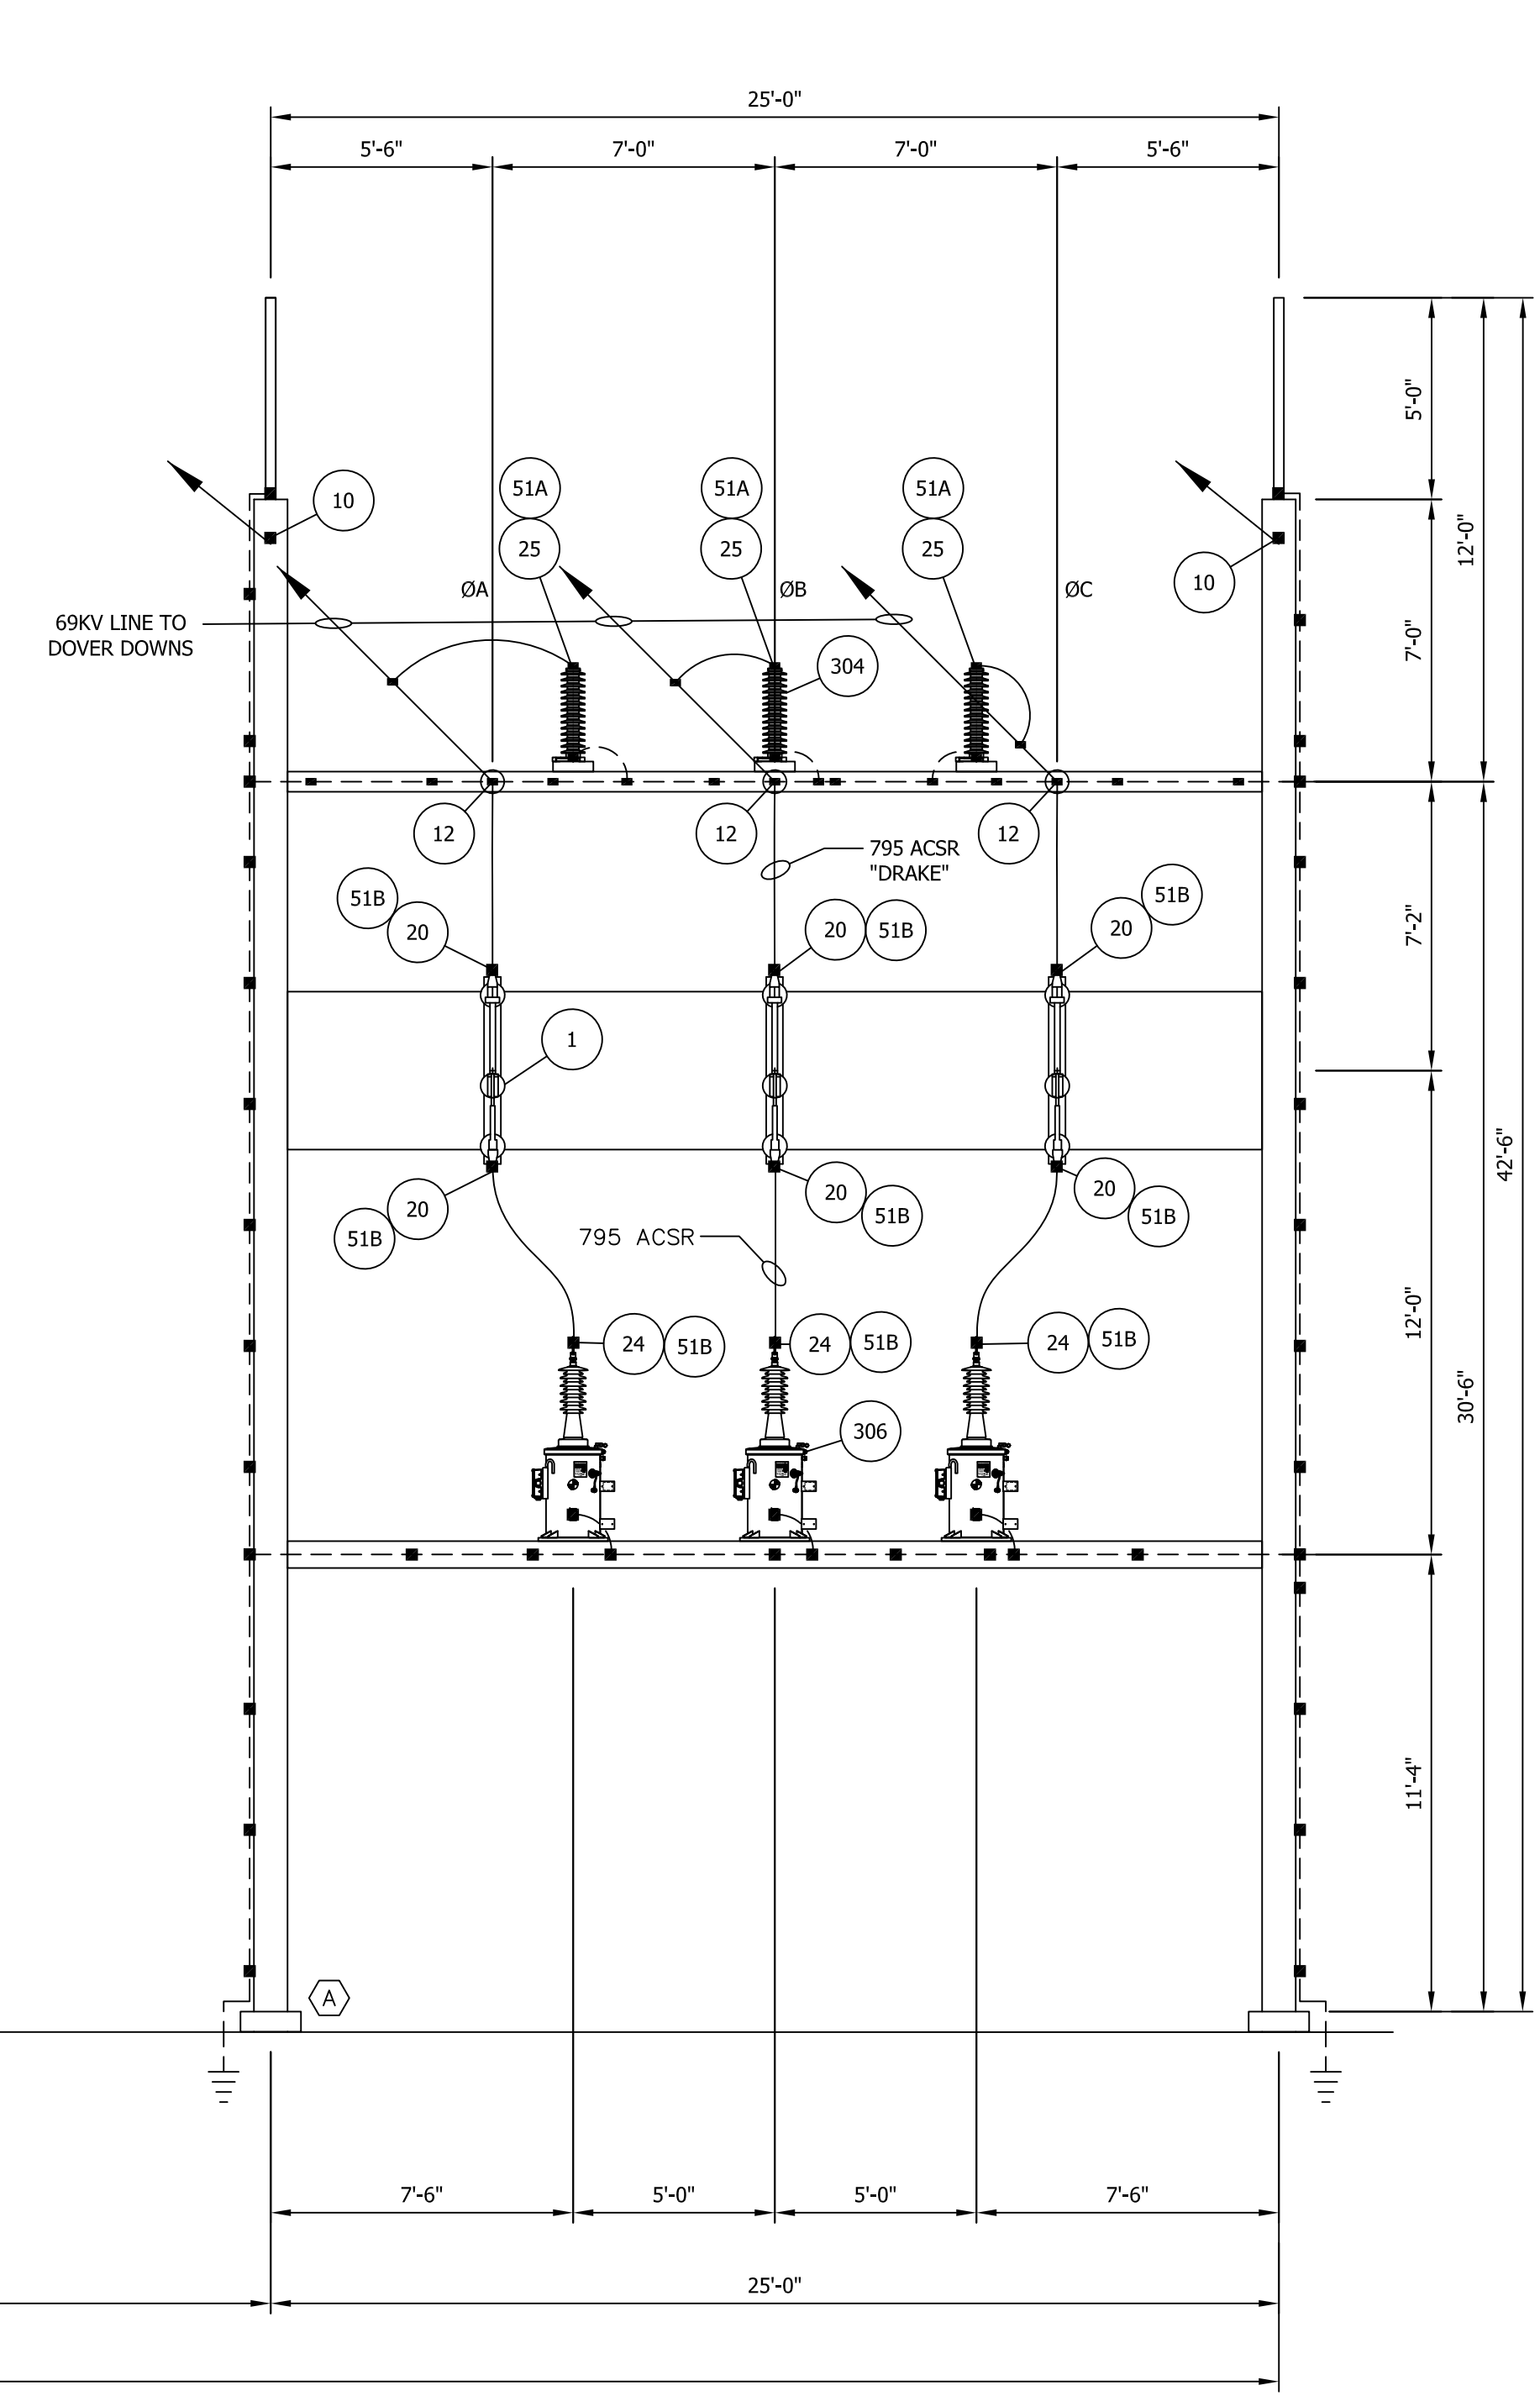 25'-0"
5'-6"
7'-0"
7'-0"
5'-6"
5'-0"
12'-0"
7'-0"
51A
51A
51A
10
25
25
25
10
ØA
ØB
ØC
69KV LINE TO
DOVER DOWNS
304
12
12
12
795 ACSR
"DRAKE"
51B
20
20
51B
20
51B
7'-2"
1
42'-6"
20
51B
20
51B
20
51B
795 ACSR
12'-0"
24
51B
24
51B
24
51B
30'-6"
306
11'-4"
A
7'-6"
5'-0"
5'-0"
7'-6"
25'-0"